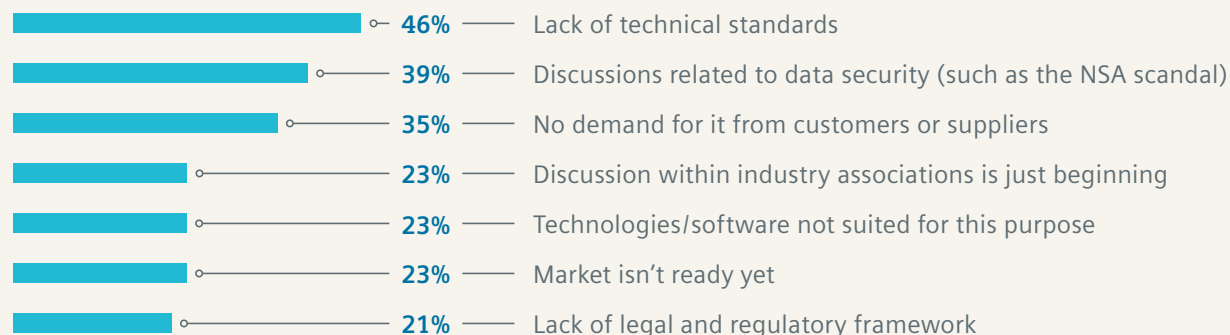 46% Lack of technical standards
39% Discussions related to data security (such as the NSA scandal)
35% No demand for it from customers or suppliers
23% Discussion within industry associations is just beginning
23% Technologies/software not suited for this purpose
23% Market isn't ready yet
21% Lack of legal and regulatory framework